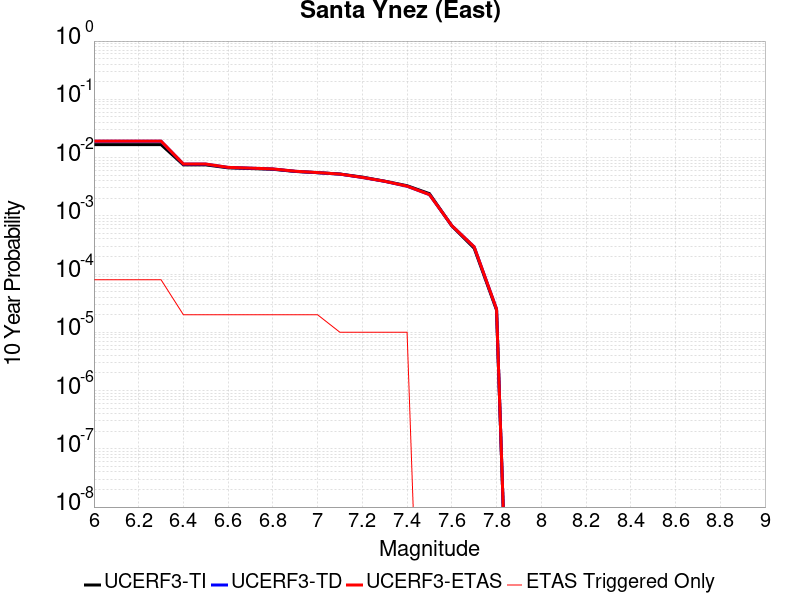 Santa Ynez (East)
10^0
10^-1
10^-2
10^-3
10^-4
10^-5
10^-6
10^-7
10^-8
10 Year Probability
6 6.2 6.4 6.6 6.8 7 7.2 7.4 7.6 7.8 8 8.2 8.4 8.6 8.8 9
Magnitude
UCERF3-TI UCERF3-TD UCERF3-ETAS ETAS Triggered Only